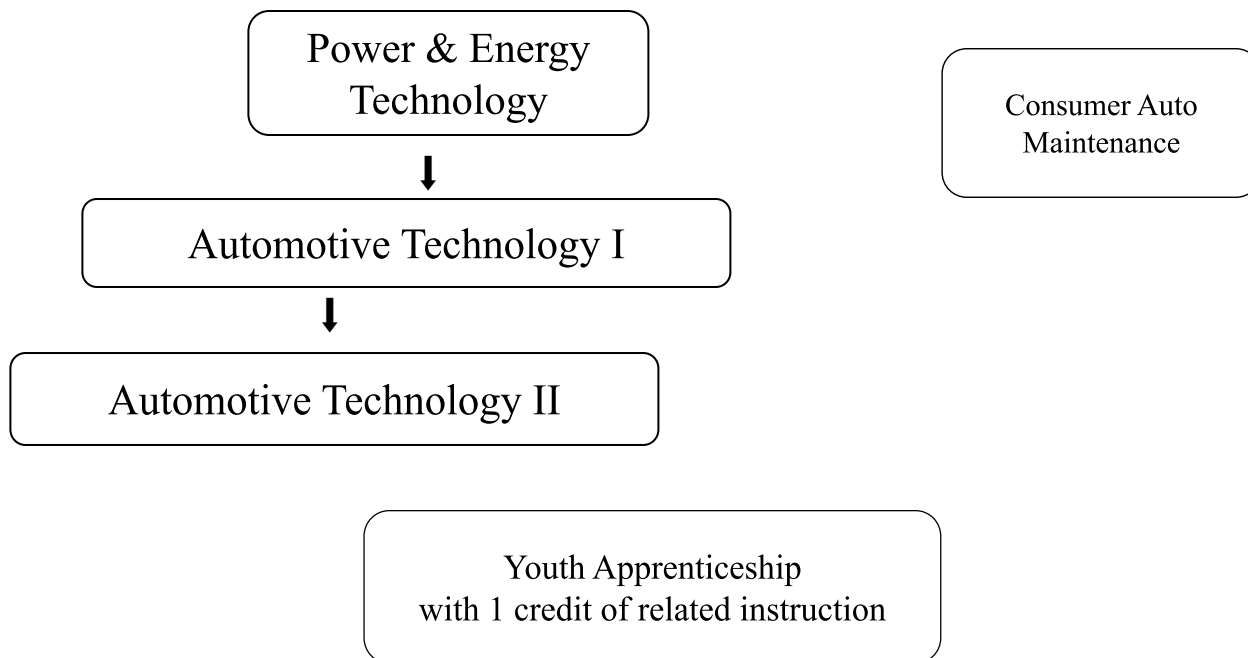 Power & Energy
Technology
Consumer Auto
Maintenance
Automotive Technology I
Automotive Technology II
Youth Apprenticeship
with 1 credit of related instruction